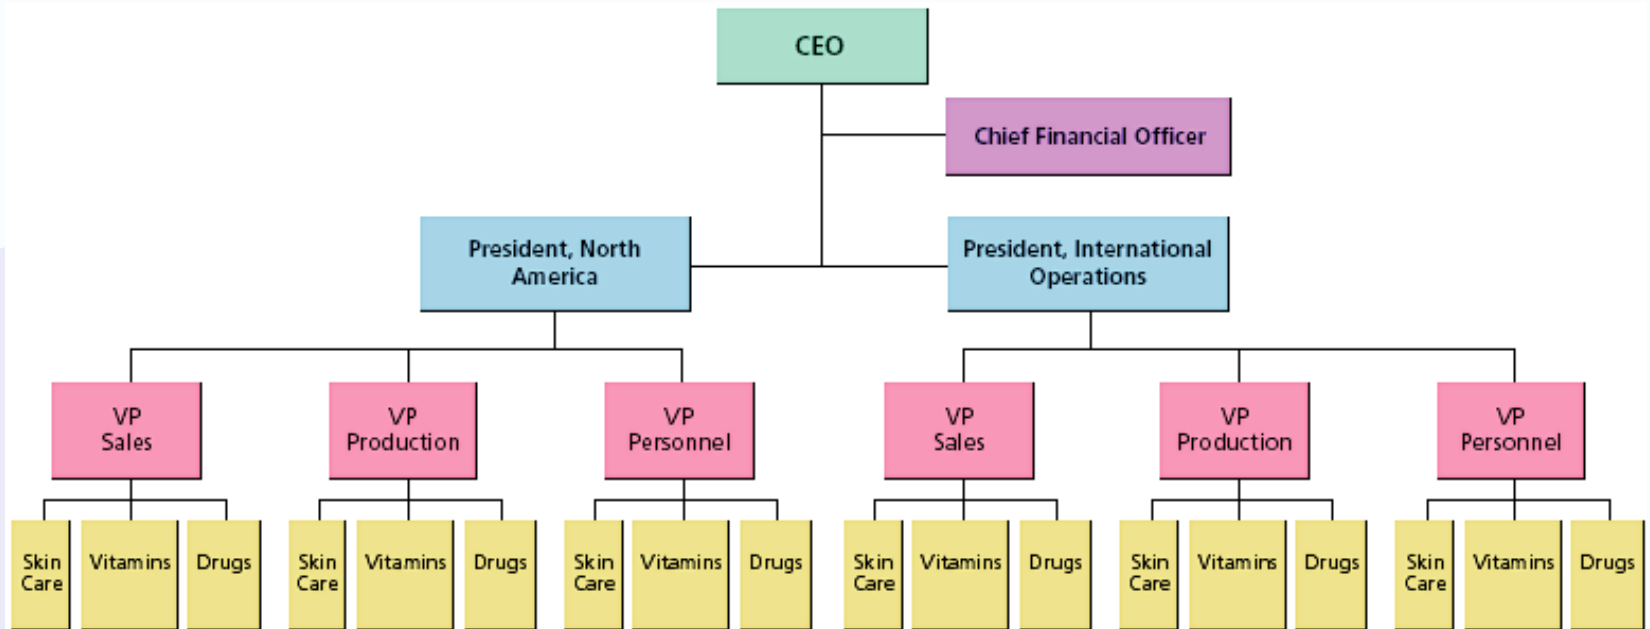 CEO
Chief Financial Officer
President, North
America
President, International
Operations
VP
Sales
VP
Production
VP
Personnel
VP
Sales
VP
Production
VP
Personnel
Skin
Care
Vitamins
Drugs
Skin
Care
Vitamins
Drugs
Skin
Care
Vitamins
Drugs
Skin
Care
Vitamins
Drugs
Skin
Care
Vitamins
Drugs
Skin
Care
Vitamins
Drugs